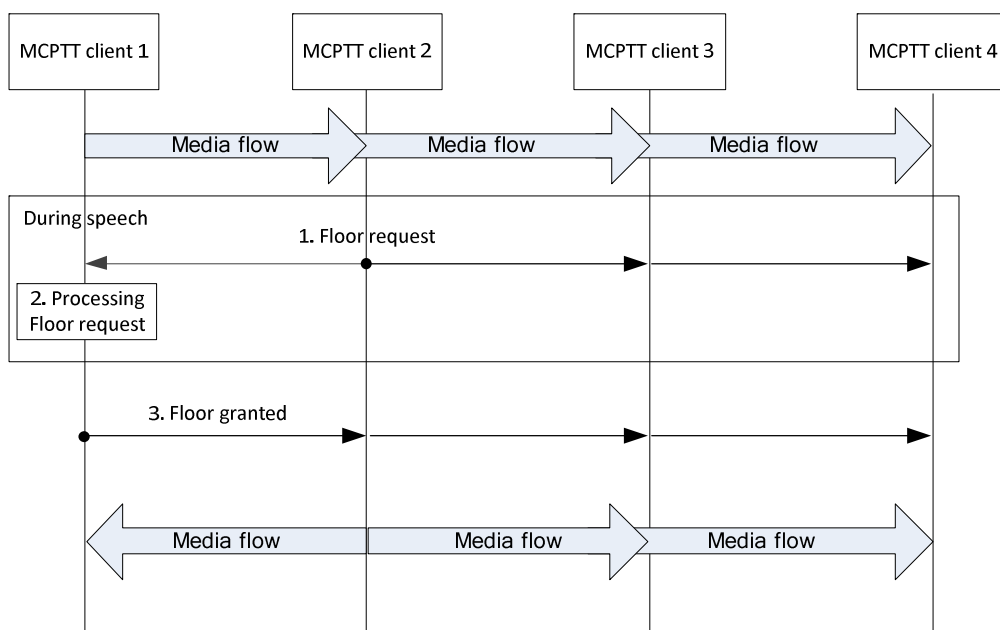 MCPTT client 1
MCPTT client 2
MCPTT client 3
MCPTT client 4
Media flow
Media flow
Media flow
During speech
1. Floor request
2. Processing
Floor request
3. Floor granted
Media flow
Media flow
Media flow